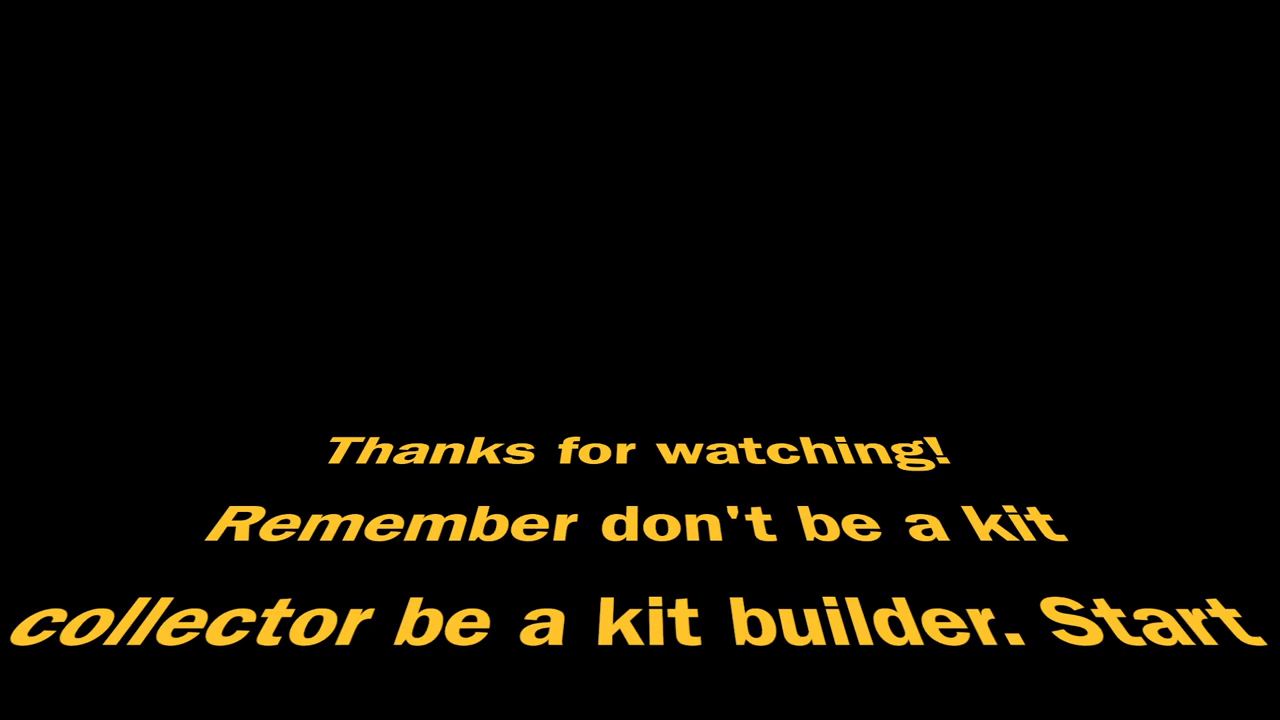 Thanks for watching!
Remember don't be a kit
collector be a kit builder. Start